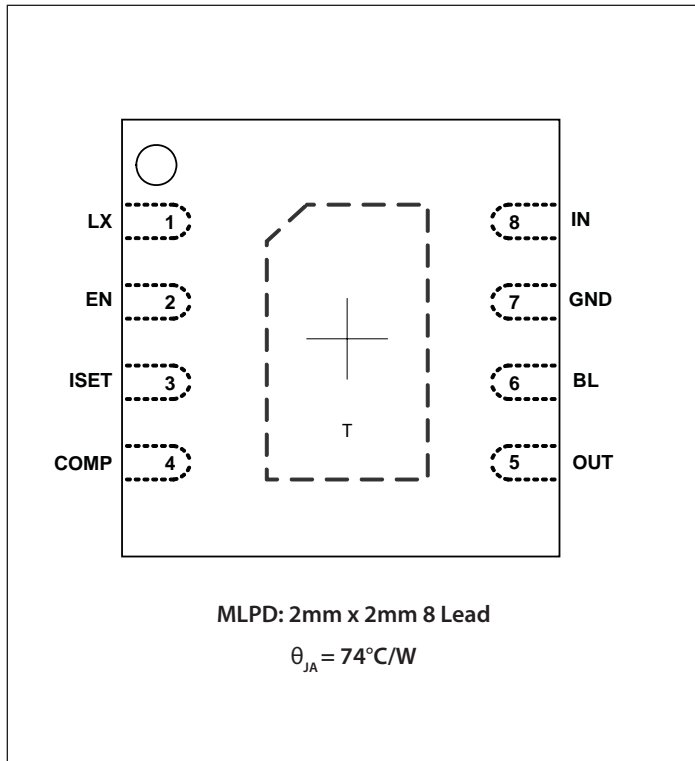 LX 1 8 IN
EN 2 7 GND
ISET 3 6 BL
COMP 4 5 OUT
T
MLPD: 2mm x 2mm 8 Lead
θJA = 74°C/W